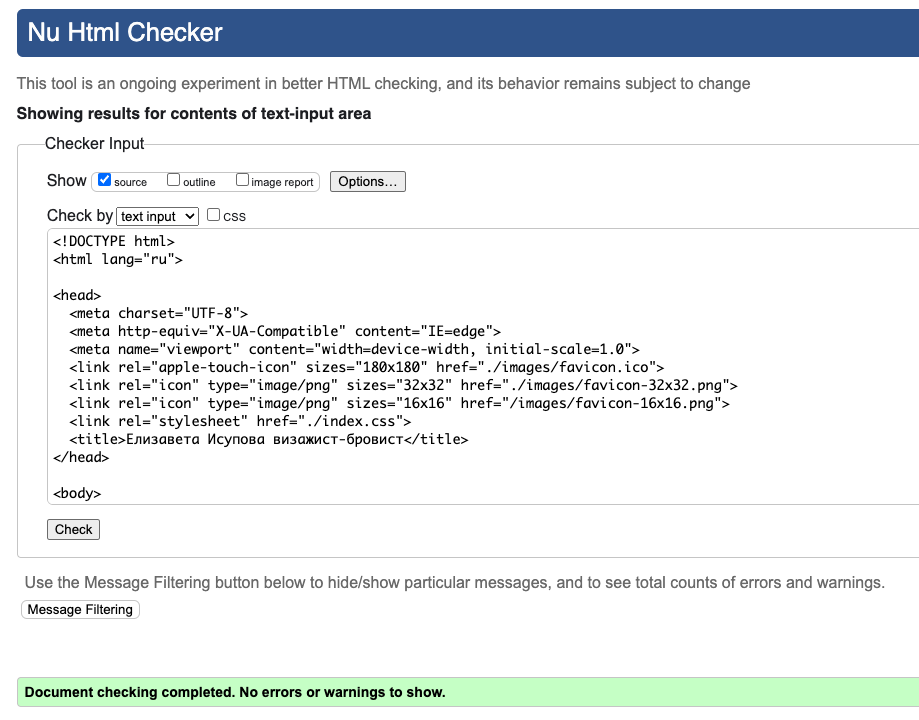 Nu Html Checker
This tool is an ongoing experiment in better HTML checking, and its behavior remains subject to change
Showing results for contents of text-input area
Checker Input
Show source outline image report Options...
Check by text input css
<!DOCTYPE html>
<html lang="ru">
<head>
<meta charset="UTF-8">
<meta http-equiv="X-UA-Compatible" content="IE=edge">
<meta name="viewport" content="width=device-width, initial-scale=1.0">
<link rel="apple-touch-icon" sizes="180x180" href="./images/favicon.ico">
<link rel="icon" type="image/png" sizes="32x32" href="./images/favicon-32x32.png">
<link rel="icon" type="image/png" sizes="16x16" href="/images/favicon-16x16.png">
<link rel="stylesheet" href="./index.css">
<title>Елизавета Исупова визажист-бровист</title>
</head>
<body>
Check
Use the Message Filtering button below to hide/show particular messages, and to see total counts of errors and warnings.
Message Filtering
Document checking completed. No errors or warnings to show.